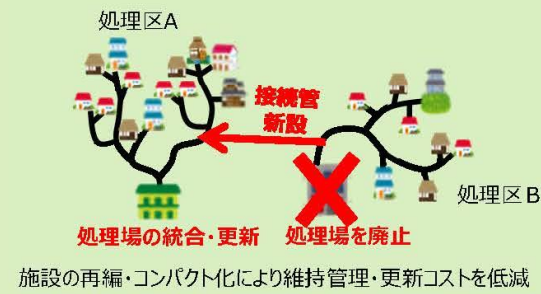 処理区A
接続管
新設
処理区B
処理場の統合・更新
処理場を廃止
施設の再編・コンパクト化により維持管理・更新コストを低減